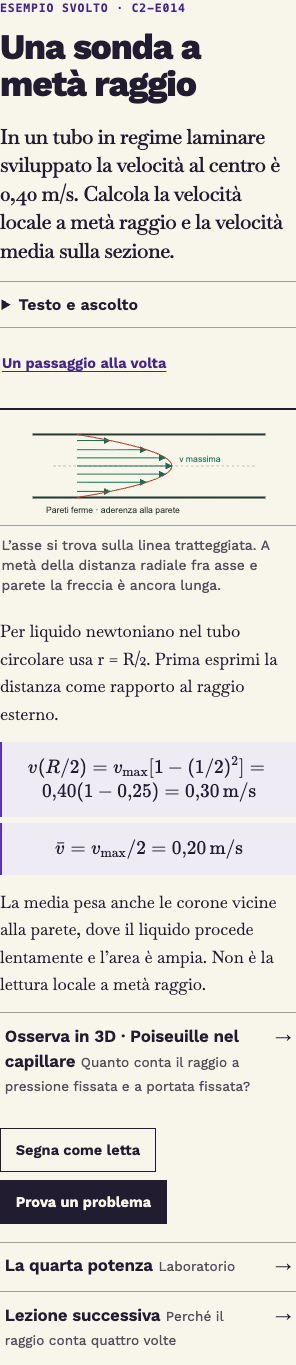 ESEMPIO SVOLTO · C2–E014
Una sonda a
metà raggio
In un tubo in regime laminare
sviluppato la velocità al centro è
0,40 m/s. Calcola la velocità
locale a metà raggio e la velocità
media sulla sezione.
▶ Testo e ascolto
Un passaggio alla volta
v massima
Pareti ferme · aderenza alla parete
L’asse si trova sulla linea tratteggiata. A
metà della distanza radiale fra asse e
parete la freccia è ancora lunga.
Per liquido newtoniano nel tubo
circolare usa r = R/2. Prima esprimi la
distanza come rapporto al raggio
esterno.
v(R/2) = vmax[1 − (1/2)²] =
0,40(1 − 0,25) = 0,30 m/s
v̄ = vmax/2 = 0,20 m/s
La media pesa anche le corone vicine
alla parete, dove il liquido procede
lentamente e l’area è ampia. Non è la
lettura locale a metà raggio.
Osserva in 3D · Poiseuille nel →
capillare Quanto conta il raggio a
pressione fissata e a portata fissata?
Segna come letta
Prova un problema
La quarta potenza Laboratorio →
Lezione successiva Perché il →
raggio conta quattro volte